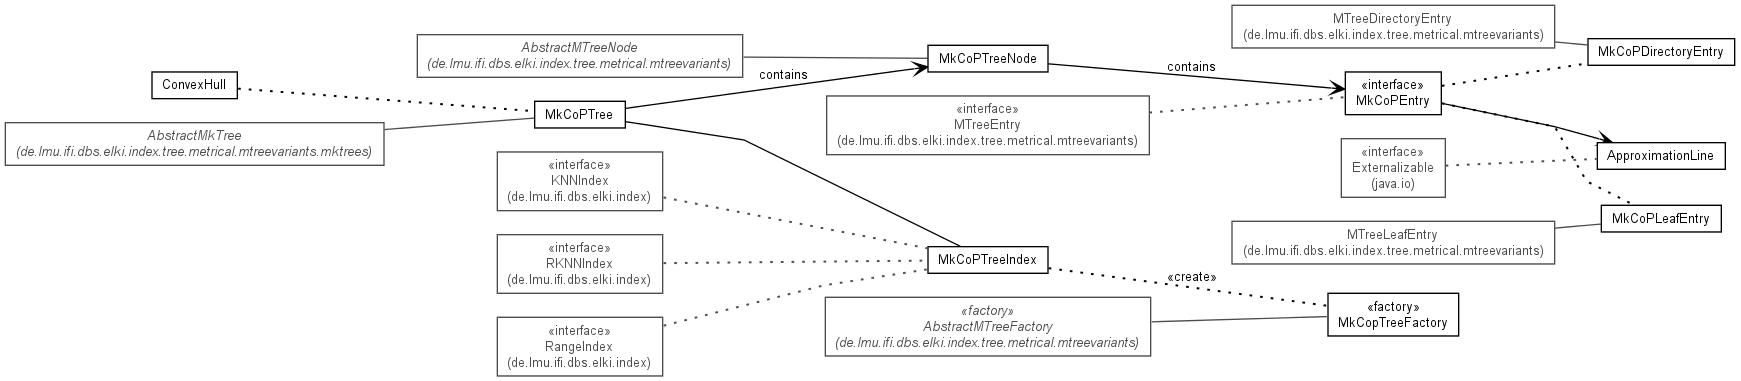 MTreeDirectoryEntry
(de.lmu.ifi.dbs.elki.index.tree.metrical.mtreevariants)
AbstractMTreeNode
(de.lmu.ifi.dbs.elki.index.tree.metrical.mtreevariants)
MkCoPDirectoryEntry
MkCoPTreeNode
contains
contains
ConvexHull
«interface»
MkCoPEntry
MkCoPTree
«interface»
MTreeEntry
(de.lmu.ifi.dbs.elki.index.tree.metrical.mtreevariants)
AbstractMkTree
(de.lmu.ifi.dbs.elki.index.tree.metrical.mtreevariants.mktrees)
«interface»
Externalizable
(java.io)
ApproximationLine
«interface»
KNNIndex
(de.lmu.ifi.dbs.elki.index)
MkCoPLeafEntry
MTreeLeafEntry
(de.lmu.ifi.dbs.elki.index.tree.metrical.mtreevariants)
«interface»
RKNNIndex
(de.lmu.ifi.dbs.elki.index)
MkCoPTreeIndex
«create»
«factory»
AbstractMTreeFactory
(de.lmu.ifi.dbs.elki.index.tree.metrical.mtreevariants)
«factory»
MkCopTreeFactory
«interface»
RangeIndex
(de.lmu.ifi.dbs.elki.index)